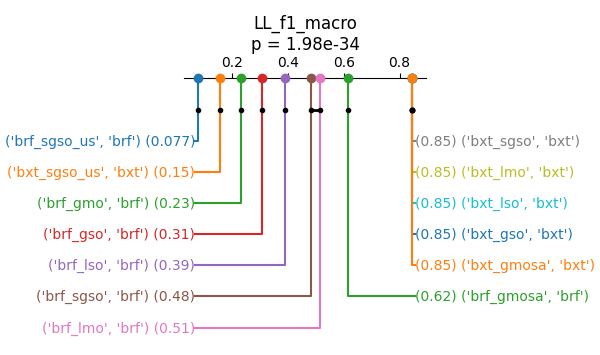 LL_f1_macro
p = 1.98e-34
0.2 0.4 0.6 0.8
('brf_sgso_us', 'brf') (0.077) (0.85) ('bxt_sgso', 'bxt')
('bxt_sgso_us', 'bxt') (0.15) (0.85) ('bxt_lmo', 'bxt')
('brf_gmo', 'brf') (0.23) (0.85) ('bxt_lso', 'bxt')
('brf_gso', 'brf') (0.31) (0.85) ('bxt_gso', 'bxt')
('brf_lso', 'brf') (0.39) (0.85) ('bxt_gmosa', 'bxt')
('brf_sgso', 'brf') (0.48) (0.62) ('brf_gmosa', 'brf')
('brf_lmo', 'brf') (0.51)